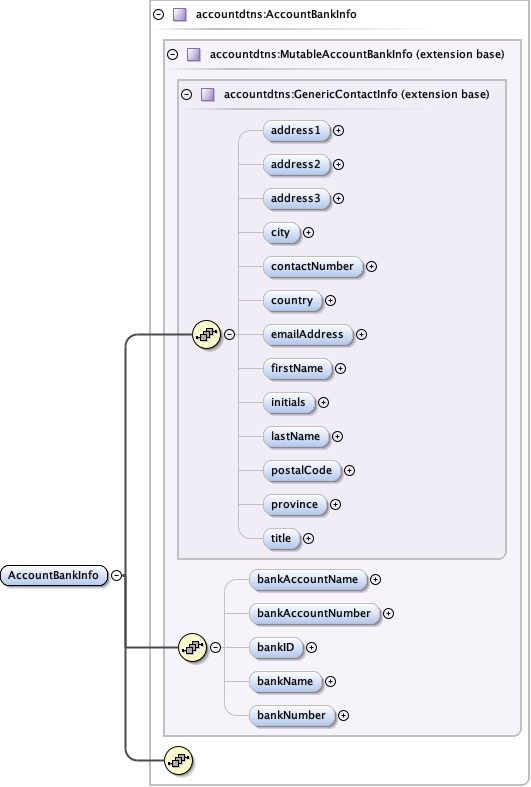 accountdtns:AccountBankInfo
accountdtns:MutableAccountBankInfo (extension base)
accountdtns:GenericContactInfo (extension base)
address1
address2
address3
city
contactNumber
country
emailAddress
firstName
initials
lastName
postalCode
province
title
AccountBankInfo
bankAccountName
bankAccountNumber
bankID
bankName
bankNumber